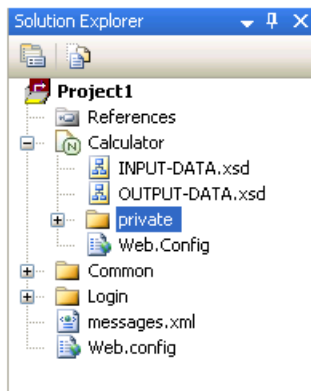 Solution Explorer
Project1
References
Calculator
INPUT-DATA.xsd
OUTPUT-DATA.xsd
private
Web.Config
Common
Login
messages.xml
Web.config